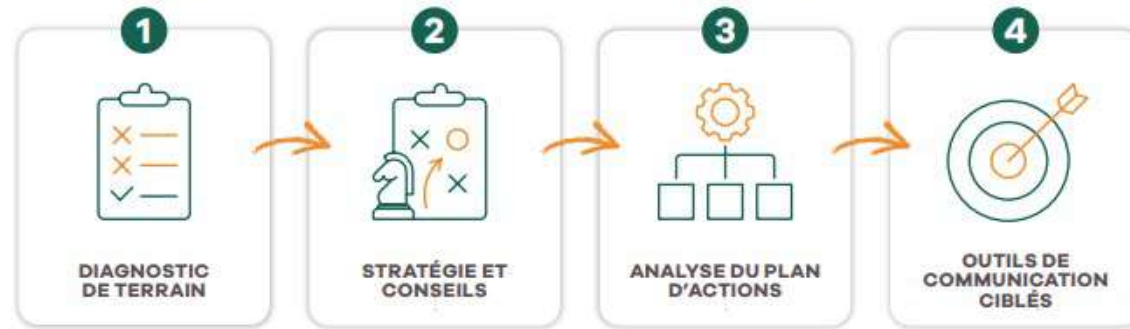 1
DIAGNOSTIC
DE TERRAIN
2
STRATÉGIE ET
CONSEILS
3
ANALYSE DU PLAN
D'ACTIONS
4
OUTILS DE
COMMUNICATION
CIBLÉS